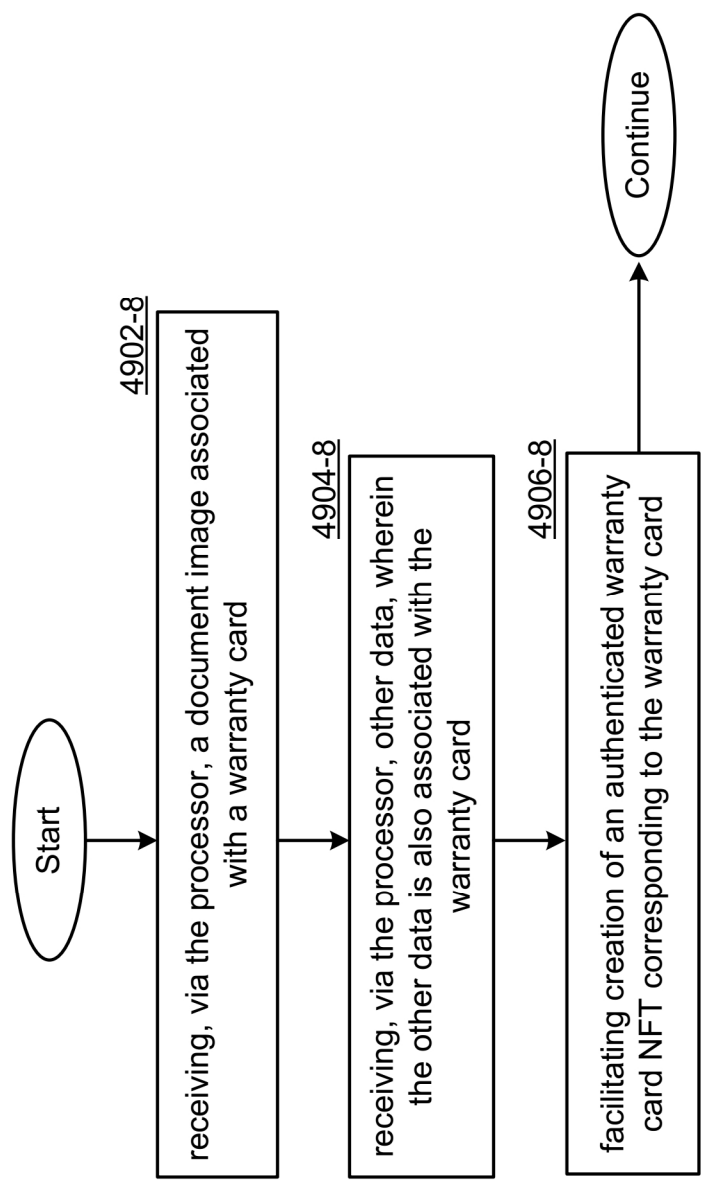 Start
4902-8
receiving, via the processor, a document image associated
with a warranty card
4904-8
receiving, via the processor, other data, wherein
the other data is also associated with the
warranty card
4906-8
facilitating creation of an authenticated warranty
card NFT corresponding to the warranty card
Continue